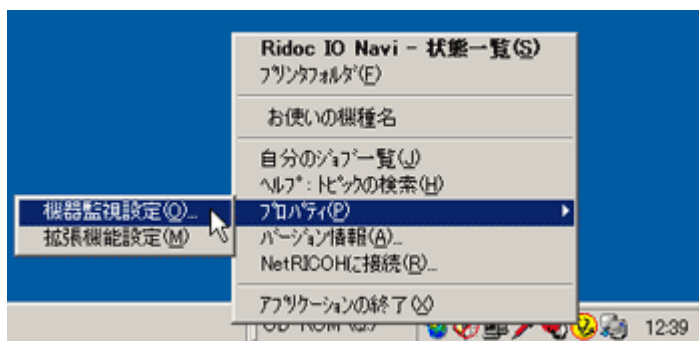 Ridoc IO Navi - 状態一覧(S)
プリンタフォルダ(F)
お使いの機種名
自分のジョブ一覧(J)
ヘルプ：トピックの検索(H)
プロパティ(P)
機器監視設定(O)...
拡張機能設定(M)
バージョン情報(A)...
NetRICOHに接続(R)...
アプリケーションの終了(X)
12:39